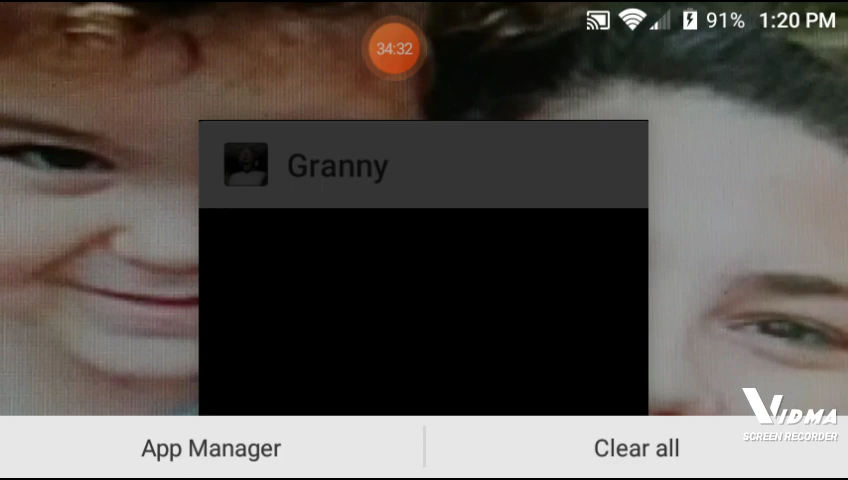 91% 1:20 PM
34:32
Granny
App Manager
Clear all
VIDMA
SCREEN RECORDER